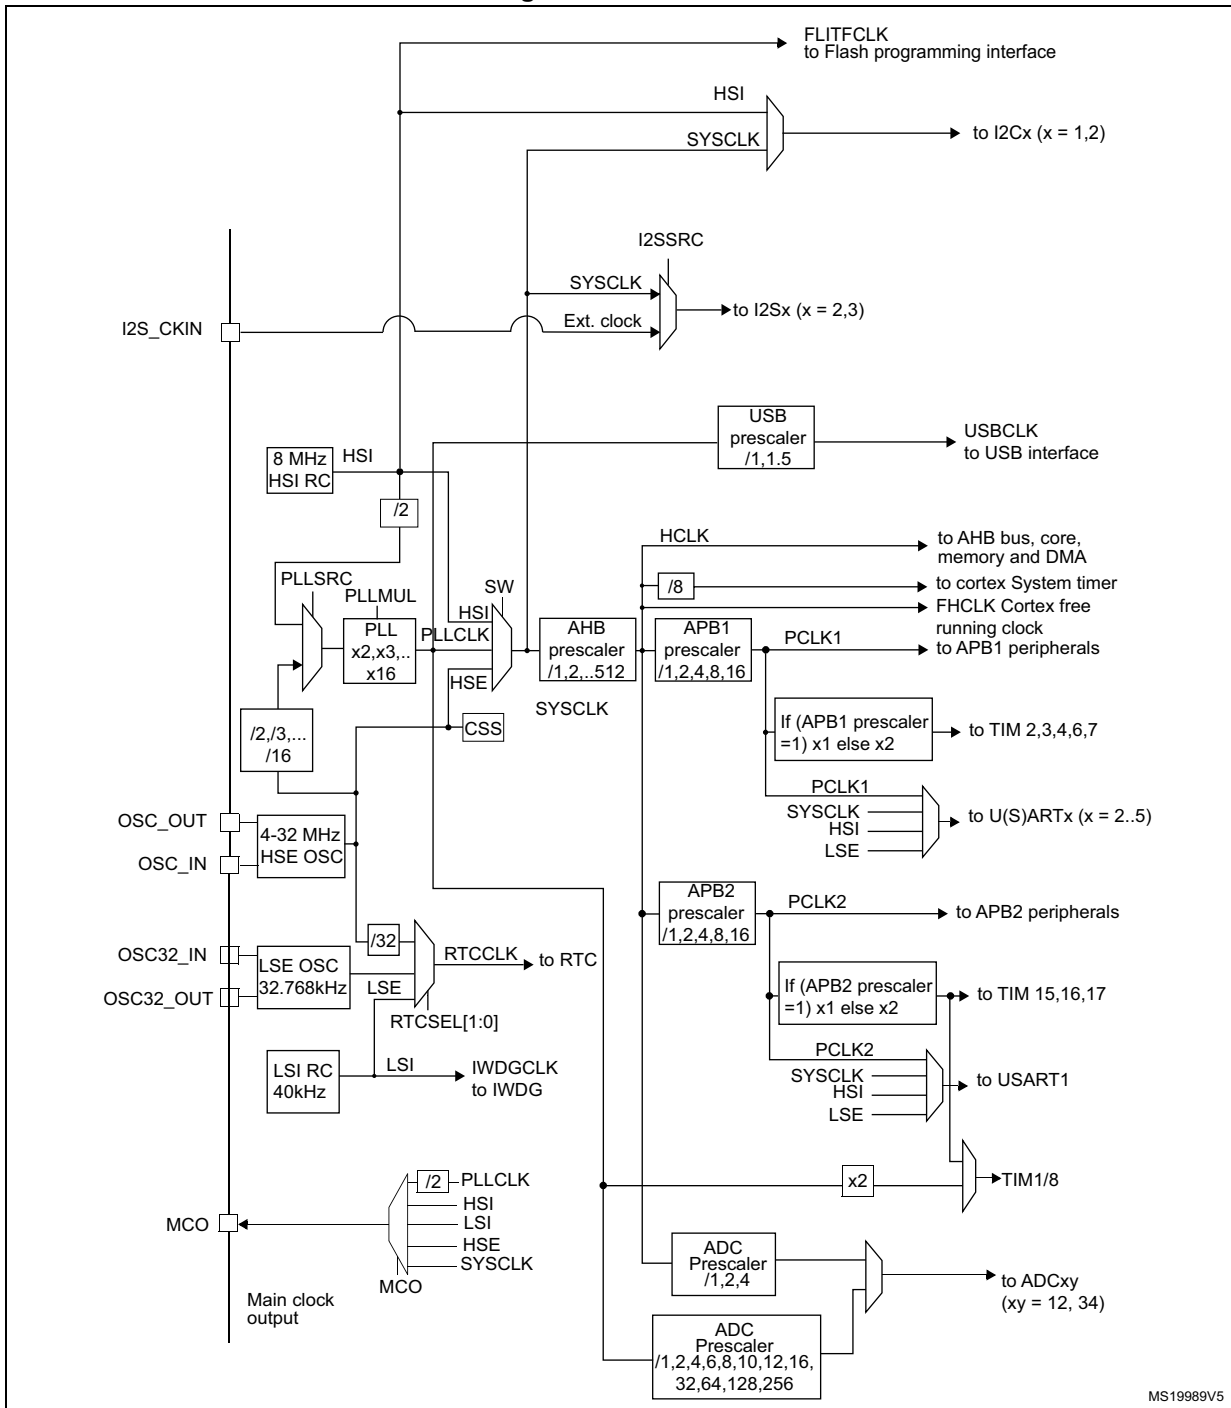 FLITFCLK
to Flash programming interface
HSI
to I2Cx (x = 1,2)
SYSCLK
I2SSRC
SYSCLK
to I2Sx (x = 2,3)
I2S_CKIN
Ext. clock
USB
prescaler
/1,1.5
USBCLK
to USB interface
8 MHz
HSI RC
HSI
/2
HCLK
to AHB bus, core,
memory and DMA
/8
to cortex System timer
FHCLK Cortex free
running clock
PLLSRC
PLLMUL
PLL
x2,x3,..
x16
SW
HSI
PLLCLK
HSE
AHB
prescaler
/1,2,..512
APB1
prescaler
/1,2,4,8,16
PCLK1
to APB1 peripherals
SYSCLK
CSS
/2,/3,...
/16
If (APB1 prescaler
=1) x1 else x2
to TIM 2,3,4,6,7
PCLK1
SYSCLK
HSI
LSE
to U(S)ARTx (x = 2..5)
OSC_OUT
OSC_IN
4-32 MHz
HSE OSC
APB2
prescaler
/1,2,4,8,16
PCLK2
to APB2 peripherals
/32
OSC32_IN
OSC32_OUT
LSE OSC
32.768kHz
LSE
RTCCLK
to RTC
RTCSEL[1:0]
If (APB2 prescaler
=1) x1 else x2
to TIM 15,16,17
LSI RC
40kHz
LSI
IWDGCLK
to IWDG
PCLK2
SYSCLK
HSI
LSE
to USART1
x2
TIM1/8
/2
PLLCLK
HSI
LSI
HSE
SYSCLK
MCO
MCO
Main clock
output
ADC
Prescaler
/1,2,4
to ADCxy
(xy = 12, 34)
ADC
Prescaler
/1,2,4,6,8,10,12,16,
32,64,128,256
MS19989V5